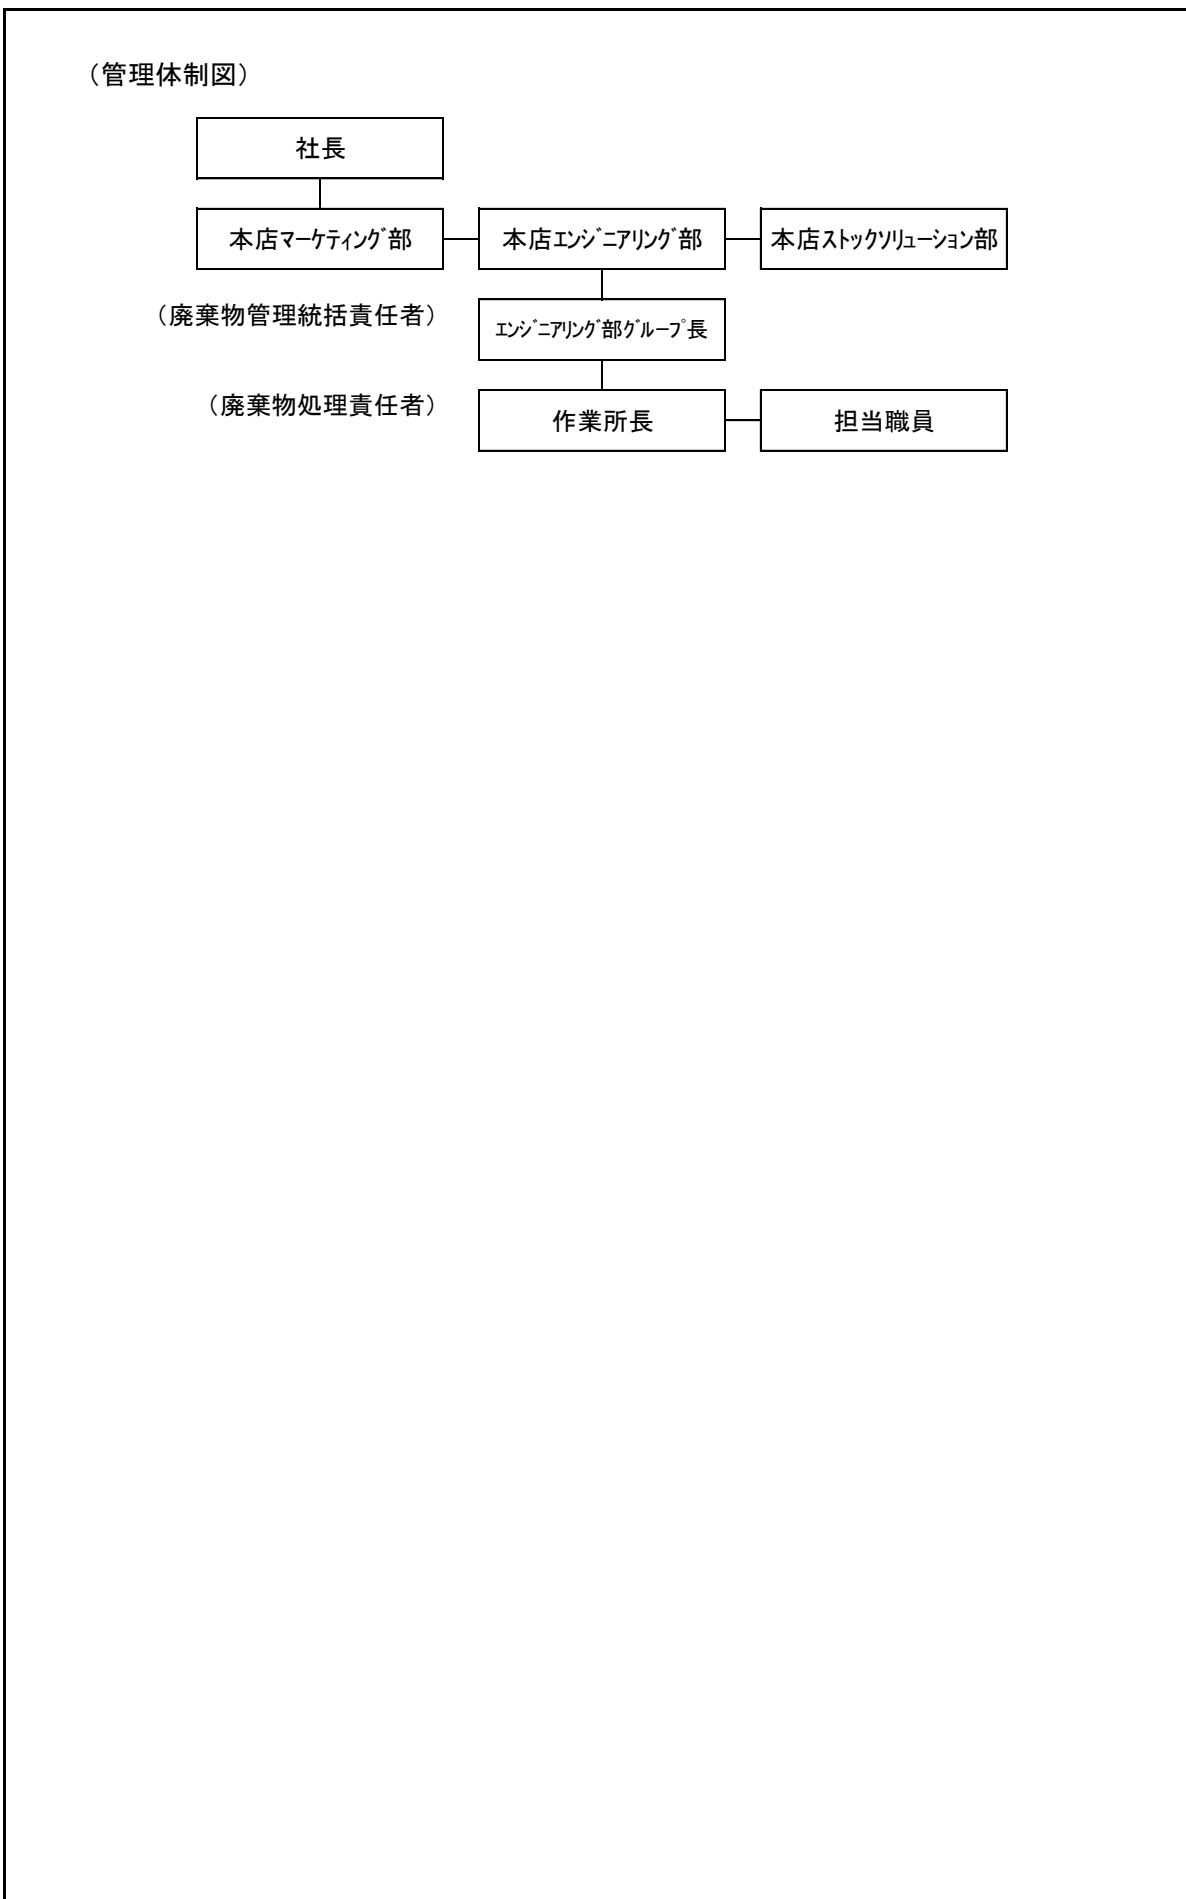 （管理体制図）
社長
本店マーケティング部 本店エンジニアリング部 本店ストックソリューション部
（廃棄物管理統括責任者） エンジニアリング部グループ長
（廃棄物処理責任者） 作業所長 担当職員